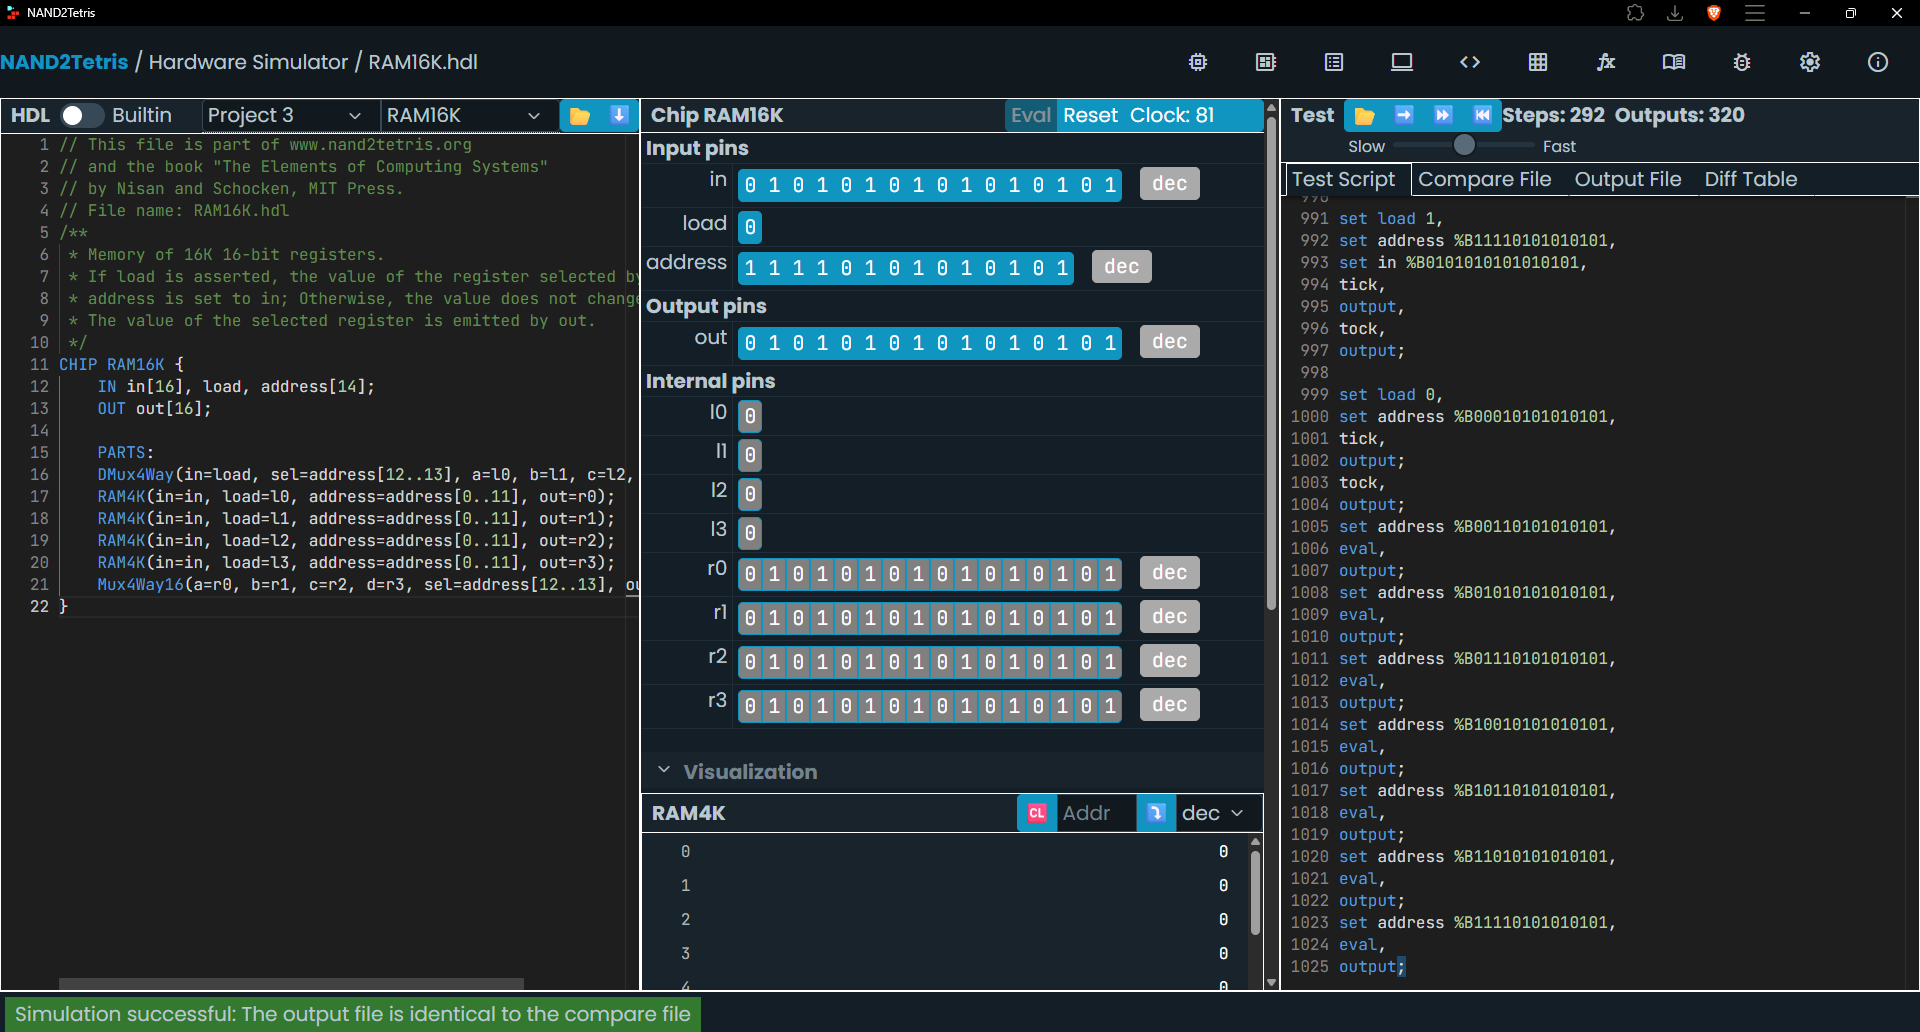 NAND2Tetris
NAND2Tetris / Hardware Simulator / RAM16K.hdl
HDL Builtin Project 3 RAM16K
1 // This file is part of www.nand2tetris.org
2 // and the book "The Elements of Computing Systems"
3 // by Nisan and Schocken, MIT Press.
4 // File name: RAM16K.hdl
5 /**
6 * Memory of 16K 16-bit registers.
7 * If load is asserted, the value of the register selected by
8 * address is set to in; Otherwise, the value does not change
9 * The value of the selected register is emitted by out.
10 */
11 CHIP RAM16K {
12 IN in[16], load, address[14];
13 OUT out[16];
14
15 PARTS:
16 DMux4Way(in=load, sel=address[12..13], a=l0, b=l1, c=l2,
17 RAM4K(in=in, load=l0, address=address[0..11], out=r0);
18 RAM4K(in=in, load=l1, address=address[0..11], out=r1);
19 RAM4K(in=in, load=l2, address=address[0..11], out=r2);
20 RAM4K(in=in, load=l3, address=address[0..11], out=r3);
21 Mux4Way16(a=r0, b=r1, c=r2, d=r3, sel=address[12..13], ou
22 }
Chip RAM16K Eval Reset Clock: 81
Input pins
in 0 1 0 1 0 1 0 1 0 1 0 1 0 1 0 1 dec
load 0
address 1 1 1 1 0 1 0 1 0 1 0 1 0 1 dec
Output pins
out 0 1 0 1 0 1 0 1 0 1 0 1 0 1 0 1 dec
Internal pins
l0 0
l1 0
l2 0
l3 0
r0 0 1 0 1 0 1 0 1 0 1 0 1 0 1 0 1 dec
r1 0 1 0 1 0 1 0 1 0 1 0 1 0 1 0 1 dec
r2 0 1 0 1 0 1 0 1 0 1 0 1 0 1 0 1 dec
r3 0 1 0 1 0 1 0 1 0 1 0 1 0 1 0 1 dec
Visualization
RAM4K CL Addr dec
0 0
1 0
2 0
3 0
4 0
Test Steps: 292 Outputs: 320
Slow Fast
Test Script Compare File Output File Diff Table
990
991 set load 1,
992 set address %B11110101010101,
993 set in %B0101010101010101,
994 tick,
995 output,
996 tock,
997 output;
998
999 set load 0,
1000 set address %B00010101010101,
1001 tick,
1002 output;
1003 tock,
1004 output;
1005 set address %B00110101010101,
1006 eval,
1007 output;
1008 set address %B01010101010101,
1009 eval,
1010 output;
1011 set address %B01110101010101,
1012 eval,
1013 output;
1014 set address %B10010101010101,
1015 eval,
1016 output;
1017 set address %B10110101010101,
1018 eval,
1019 output;
1020 set address %B11010101010101,
1021 eval,
1022 output;
1023 set address %B11110101010101,
1024 eval,
1025 output;
Simulation successful: The output file is identical to the compare file